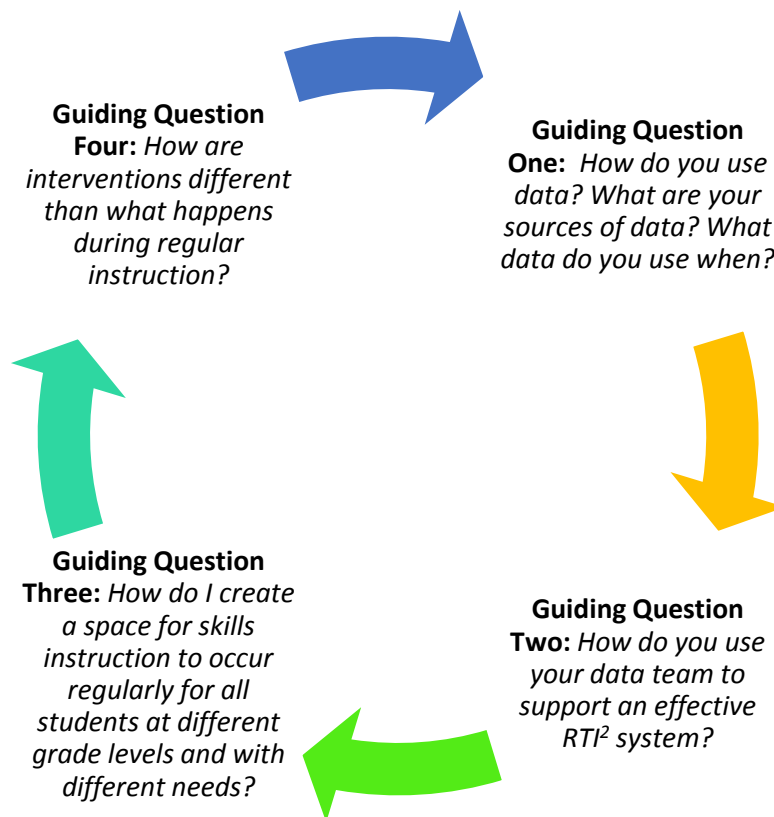 Guiding Question
Four: How are
interventions different
than what happens
during regular
instruction?
Guiding Question
One: How do you use
data? What are your
sources of data? What
data do you use when?
Guiding Question
Two: How do you use
your data team to
support an effective
RTI² system?
Guiding Question
Three: How do I create
a space for skills
instruction to occur
regularly for all
students at different
grade levels and with
different needs?